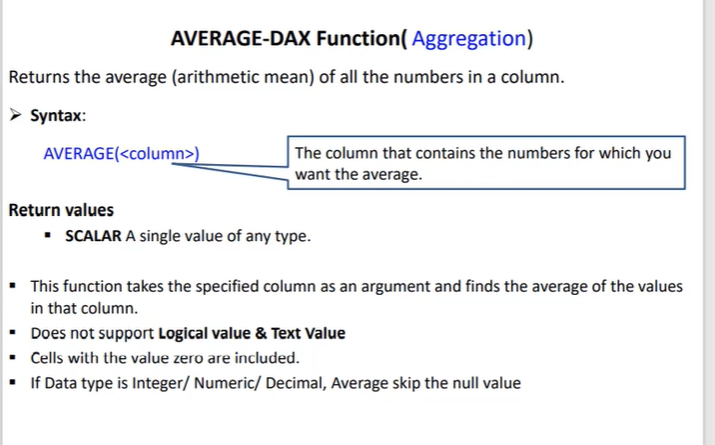 AVERAGE-DAX Function( Aggregation)
Returns the average (arithmetic mean) of all the numbers in a column.
➢ Syntax:
AVERAGE(<column>)
The column that contains the numbers for which you
want the average.
Return values
▪ SCALAR A single value of any type.
▪ This function takes the specified column as an argument and finds the average of the values
in that column.
▪ Does not support Logical value & Text Value
▪ Cells with the value zero are included.
▪ If Data type is Integer/ Numeric/ Decimal, Average skip the null value